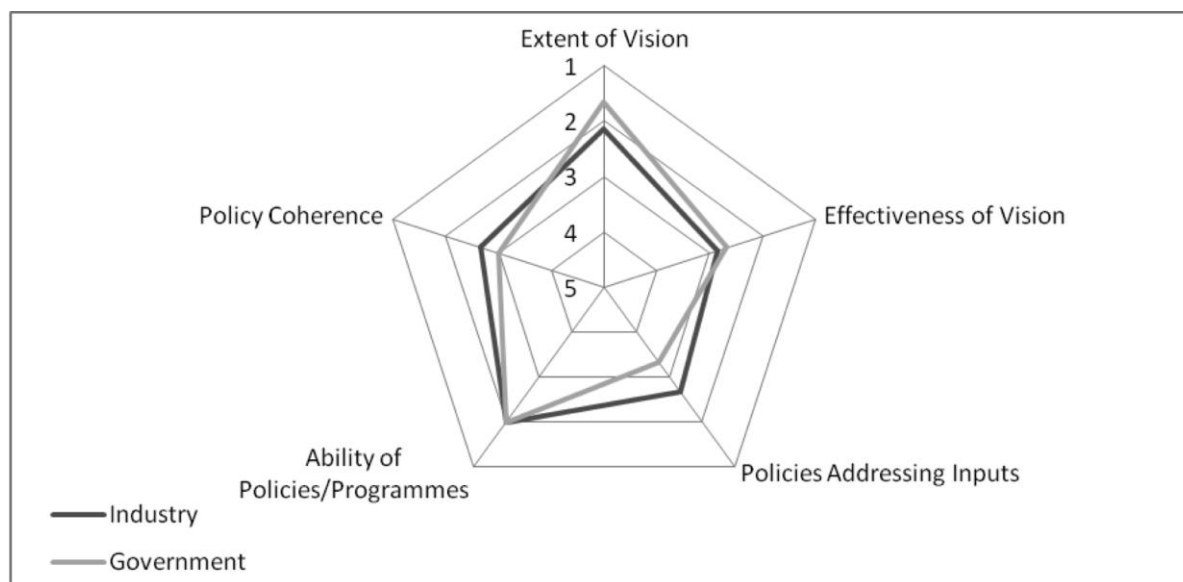 Extent of Vision
1
2
3
4
5
Policy Coherence
Effectiveness of Vision
Ability of
Policies/Programmes
Policies Addressing Inputs
Industry
Government